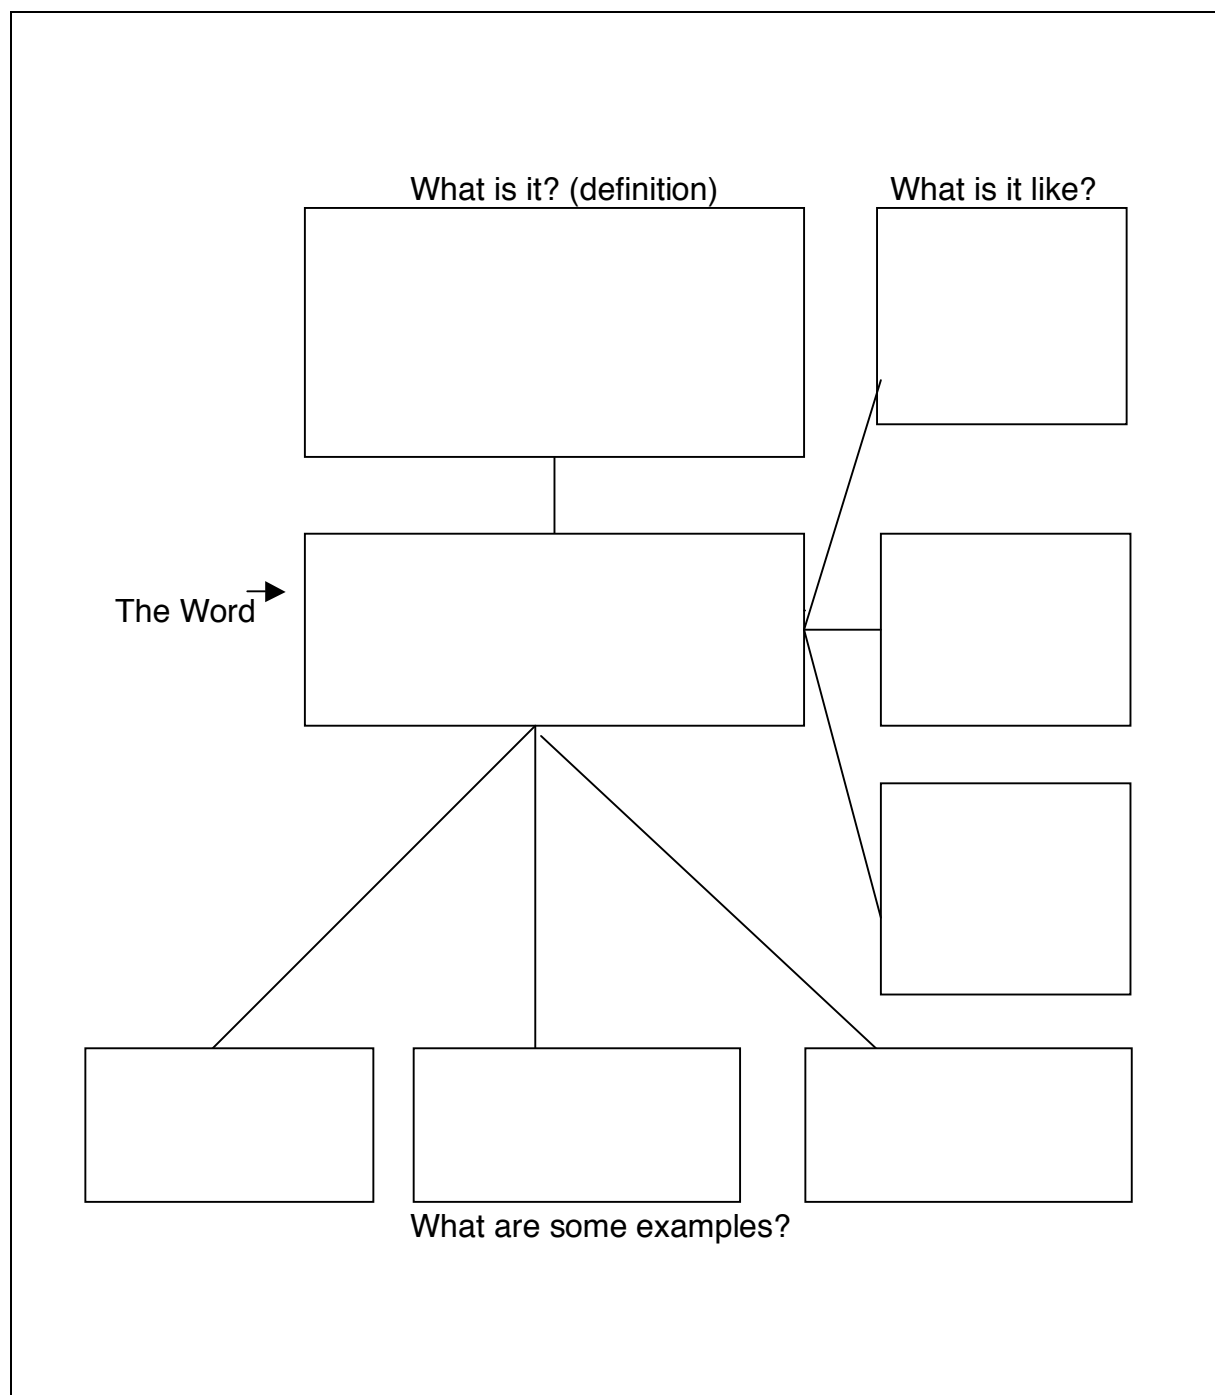 What is it? (definition)
What is it like?
The Word
What are some examples?